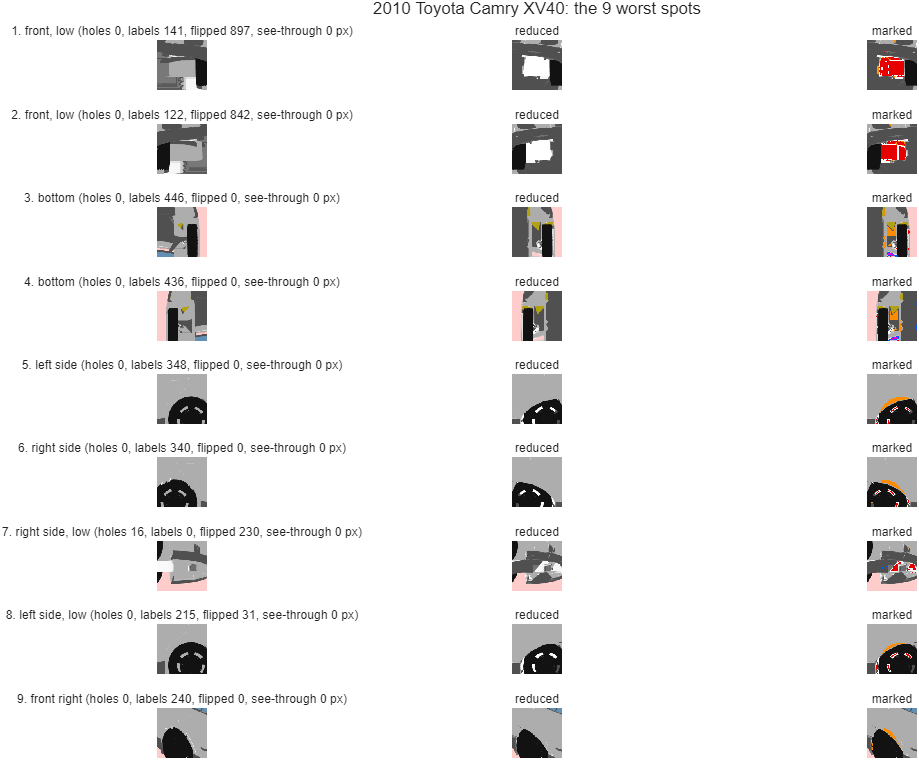 2010 Toyota Camry XV40: the 9 worst spots
1. front, low (holes 0, labels 141, flipped 897, see-through 0 px)
reduced
marked
2. front, low (holes 0, labels 122, flipped 842, see-through 0 px)
reduced
marked
3. bottom (holes 0, labels 446, flipped 0, see-through 0 px)
reduced
marked
4. bottom (holes 0, labels 436, flipped 0, see-through 0 px)
reduced
marked
5. left side (holes 0, labels 348, flipped 0, see-through 0 px)
reduced
marked
6. right side (holes 0, labels 340, flipped 0, see-through 0 px)
reduced
marked
7. right side, low (holes 16, labels 0, flipped 230, see-through 0 px)
reduced
marked
8. left side, low (holes 0, labels 215, flipped 31, see-through 0 px)
reduced
marked
9. front right (holes 0, labels 240, flipped 0, see-through 0 px)
reduced
marked